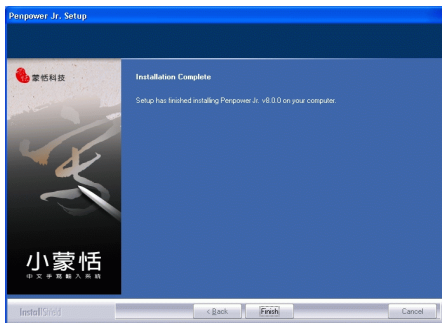 Penpower Jr. Setup
蒙恬科技
Installation Complete
Setup has finished installing Penpower Jr. v6.0.0 on your computer.
小蒙恬
中文手寫輸入系統
InstallShield
< Back
Finish
Cancel